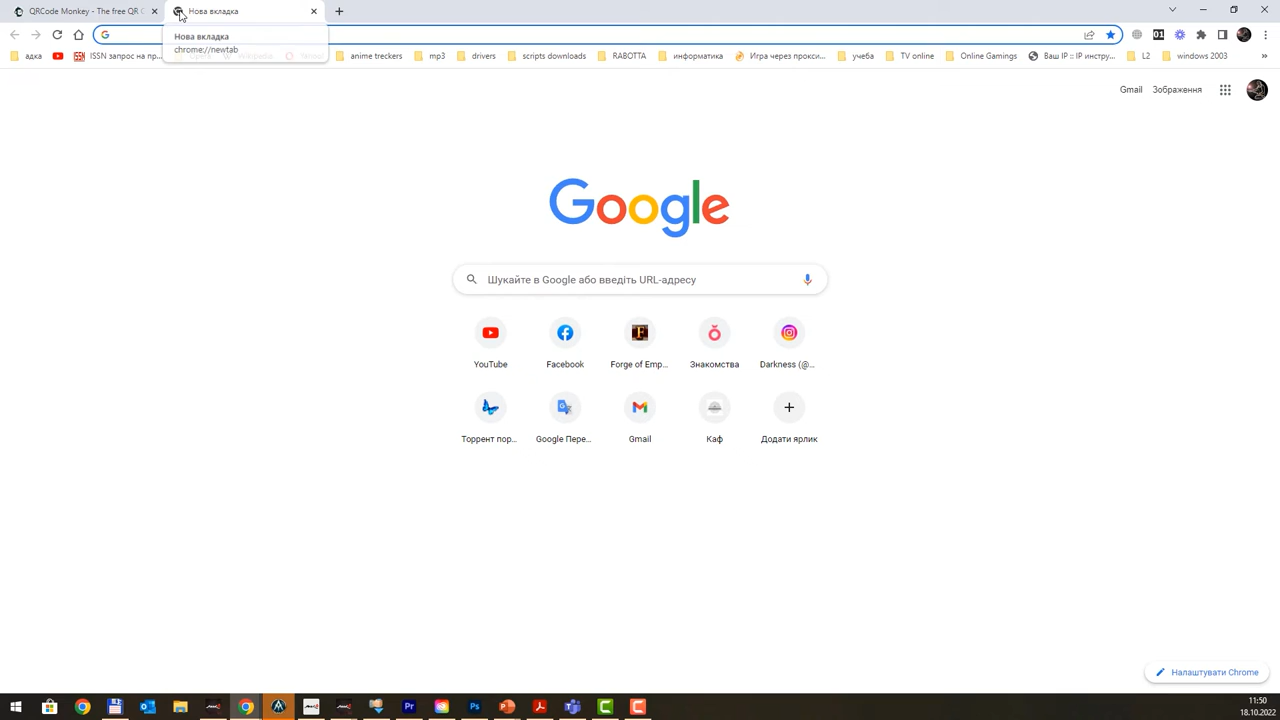 QRCode Monkey - The free QR C
Нова вкладка
Нова вкладка
chrome://newtab
адка
ISSN запрос на пр...
anime treckers
mp3
drivers
scripts downloads
RABOTTA
информатика
Игра через прокси...
учеба
TV online
Online Gamings
Ваш IP :: IP инстру...
L2
windows 2003
»
Gmail
Зображення
Google
Шукайте в Google або введіть URL-адресу
YouTube
Facebook
Forge of Emp...
Знакомства
Darkness (@...
Торрент пор...
Google Пере...
Gmail
Каф
Додати ярлик
Налаштувати Chrome
11:50
18.10.2022